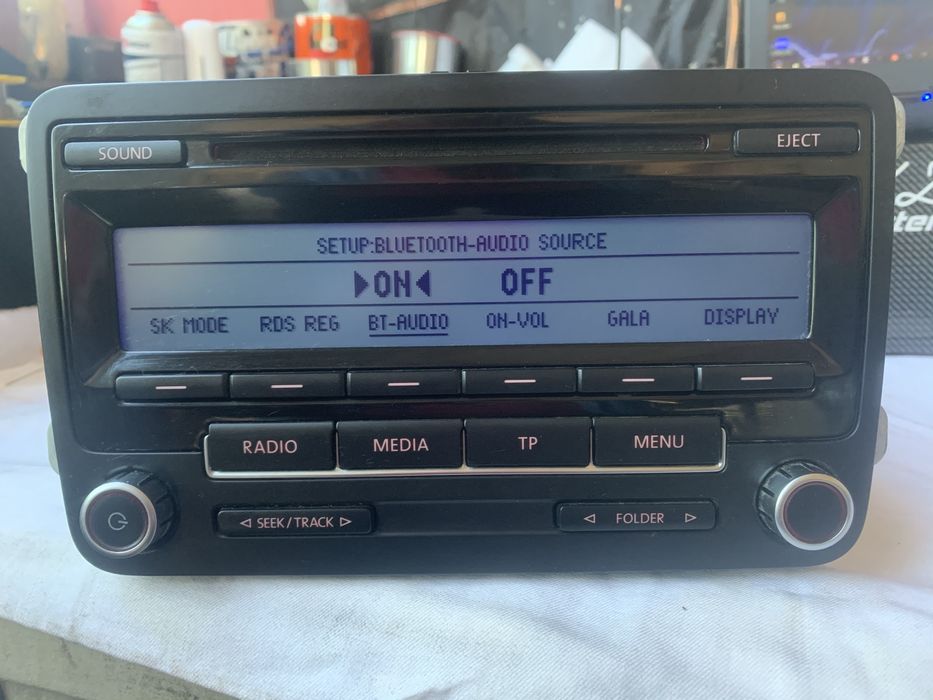 SOUND
EJECT
SETUP:BLUETOOTH-AUDIO SOURCE
▶ON◀ OFF
SK MODE RDS REG BT-AUDIO ON-VOL GALA DISPLAY
RADIO MEDIA TP MENU
◁ SEEK/TRACK ▷
◁ FOLDER ▷